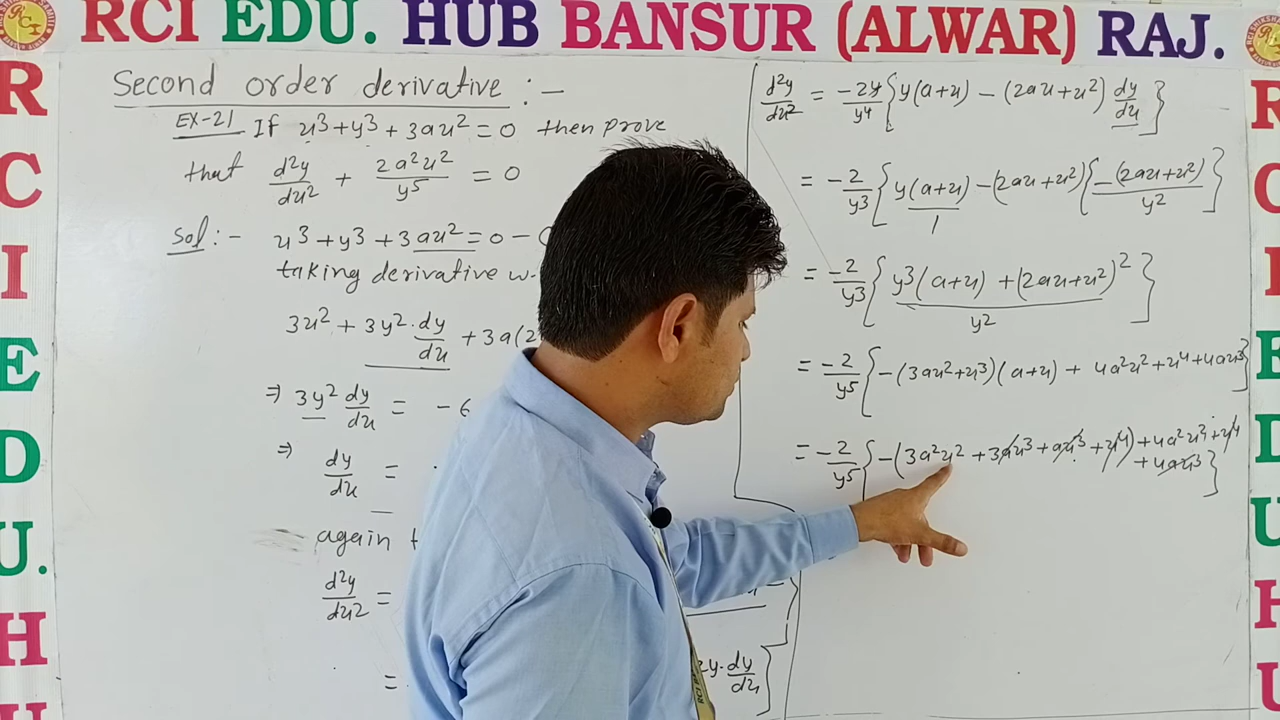 RCI EDU. HUB BANSUR (ALWAR) RAJ.
R
C
I
E
D
U.
H
Second order derivative :-
EX-21 If x³+y³+3ax²=0 then prove
that d²y/dx² + 2a²x²/y⁵ = 0
Sol:- x³+y³+3ax²=0 -
taking derivative w.
3x² + 3y².dy/dx + 3a(2
⇒ 3y² dy/dx = - 6
⇒ dy/dx =
again t
d²y/dx² =
=
2y.dy/dx}
d²y/dx² = -2y/y⁴ {y(a+x) - (2ax+x²) dy/dx}
= -2/y³ {y(a+x)/1 - (2ax+x²){-(2ax+x²)/y²}
= -2/y³ {y³(a+x) + (2ax+x²)²/y²}
= -2/y⁵ {-(3ax²+x³)(a+x) + 4a²x²+x⁴+4ax³}
= -2/y⁵ {-(3a²x² + 3ax³ + ax³ + x⁴) + 4a²x² + x⁴
+ 4ax³}
R
C
I
E
D
U
H